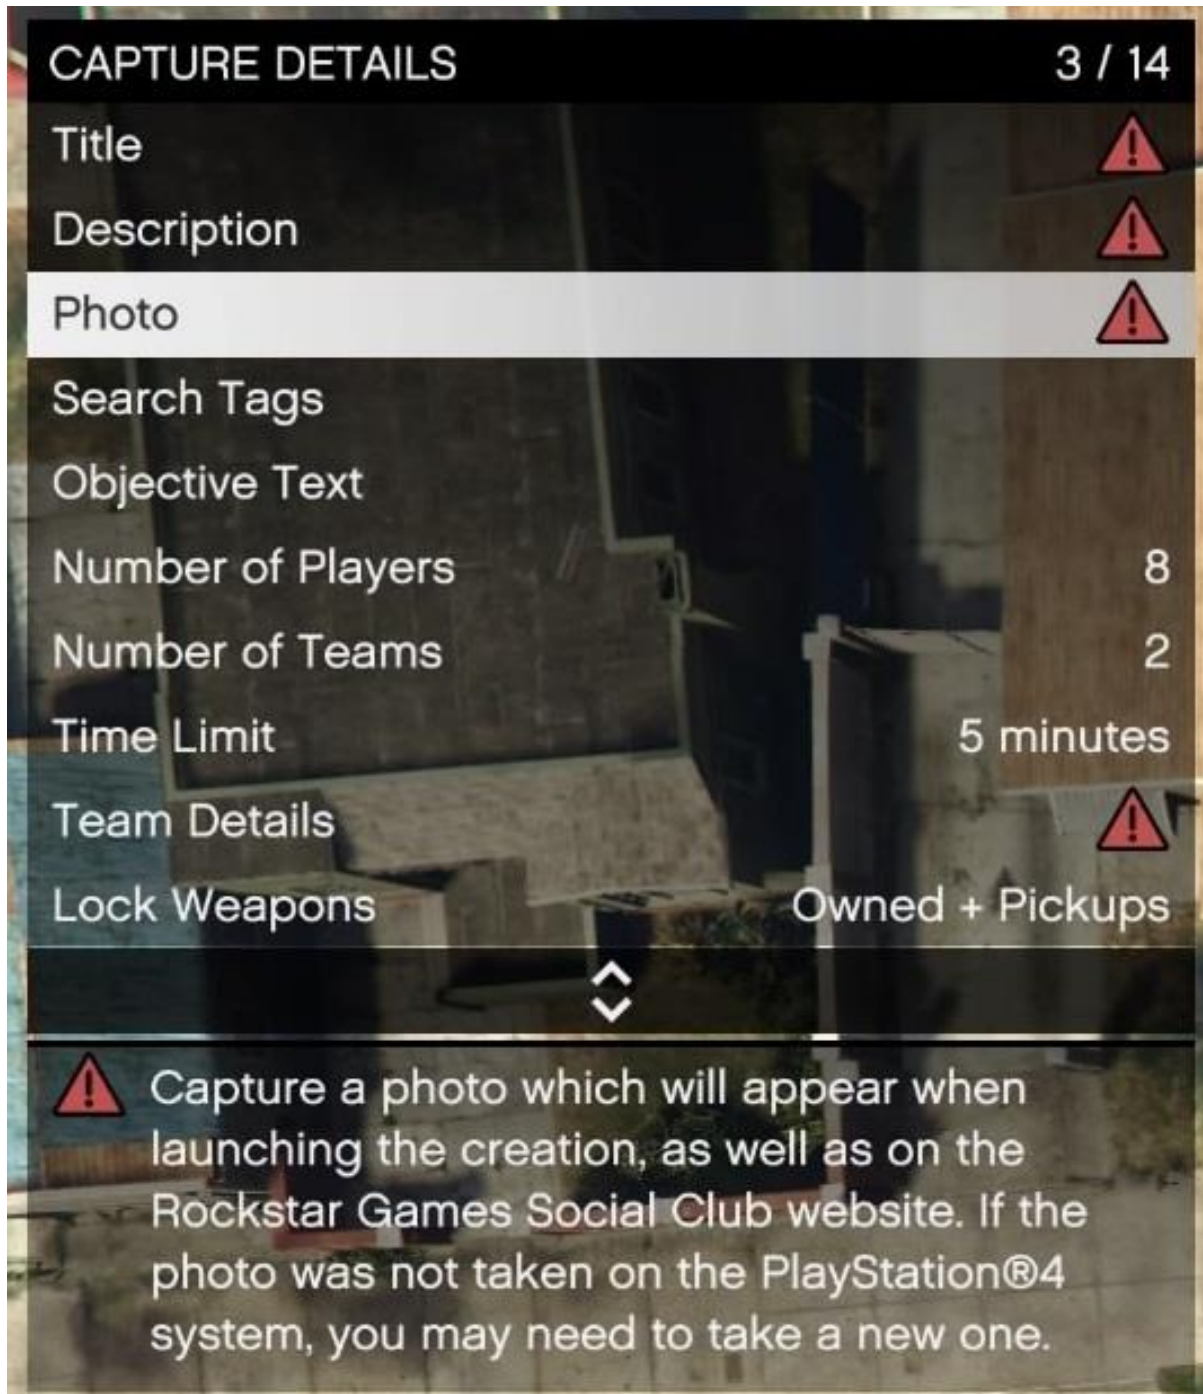 CAPTURE DETAILS 3 / 14
Title
Description
Photo
Search Tags
Objective Text
Number of Players 8
Number of Teams 2
Time Limit 5 minutes
Team Details
Lock Weapons Owned + Pickups
Capture a photo which will appear when
launching the creation, as well as on the
Rockstar Games Social Club website. If the
photo was not taken on the PlayStation®4
system, you may need to take a new one.